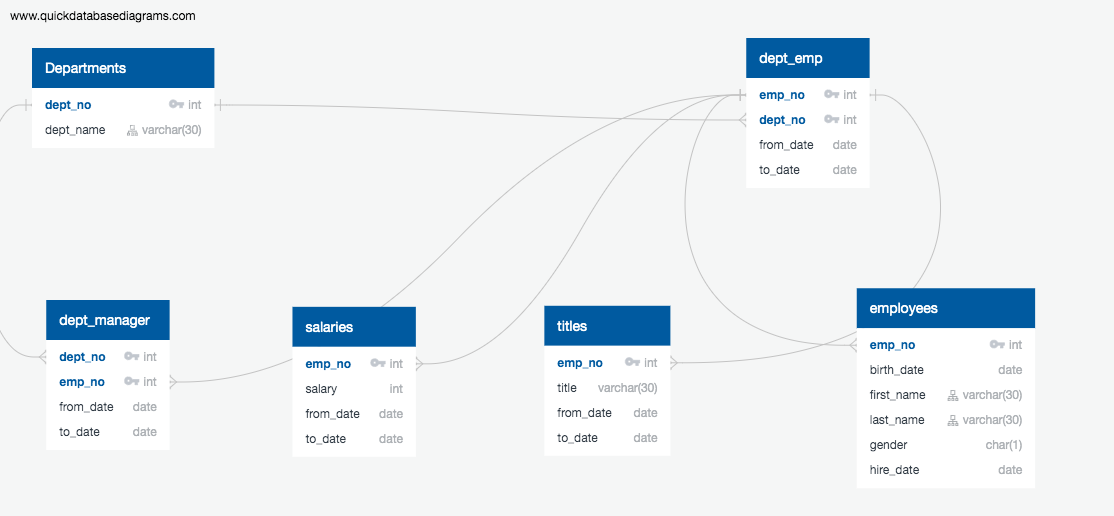 www.quickdatabasediagrams.com
Departments
dept_no int
dept_name varchar(30)
dept_emp
emp_no int
dept_no int
from_date date
to_date date
dept_manager
dept_no int
emp_no int
from_date date
to_date date
salaries
emp_no int
salary int
from_date date
to_date date
titles
emp_no int
title varchar(30)
from_date date
to_date date
employees
emp_no int
birth_date date
first_name varchar(30)
last_name varchar(30)
gender char(1)
hire_date date